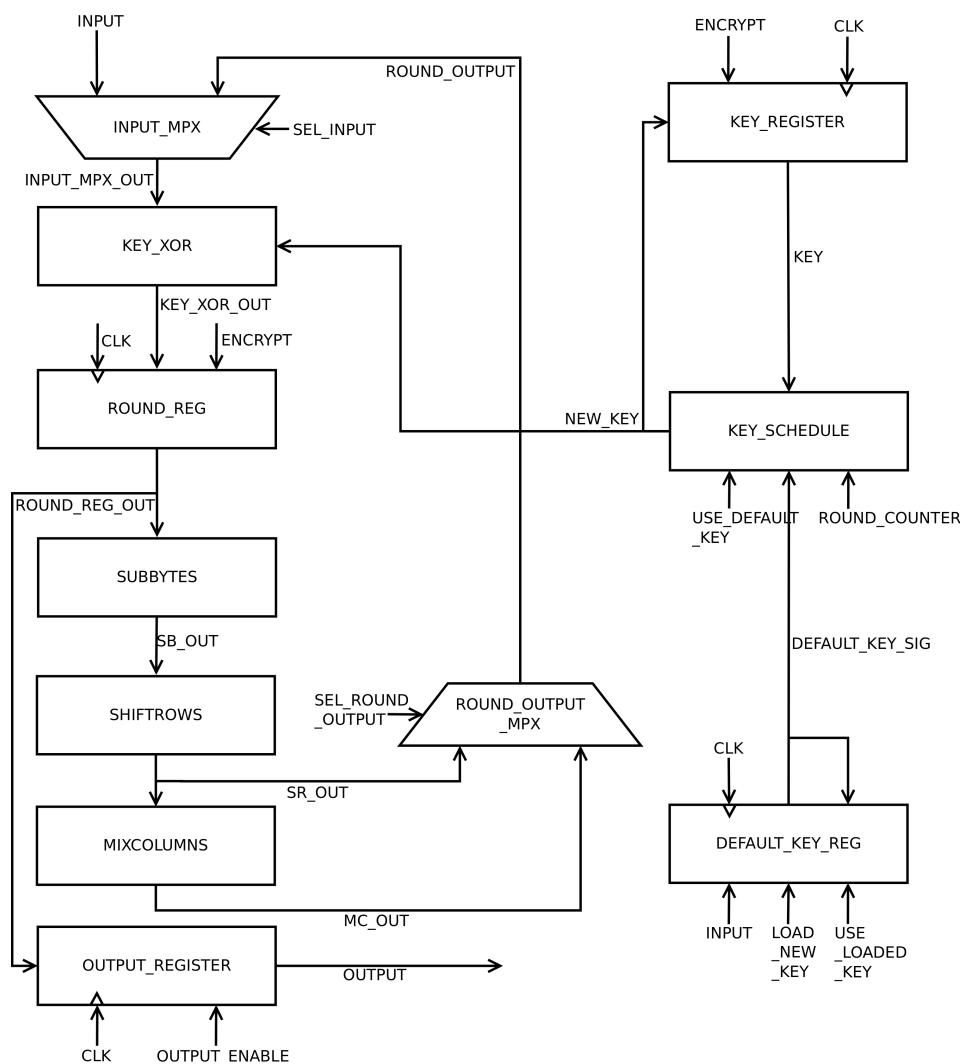 INPUT
ENCRYPT
CLK
ROUND_OUTPUT
INPUT_MPX
SEL_INPUT
KEY_REGISTER
INPUT_MPX_OUT
KEY_XOR
KEY
KEY_XOR_OUT
CLK
ENCRYPT
ROUND_REG
NEW_KEY
KEY_SCHEDULE
ROUND_REG_OUT
USE_DEFAULT
_KEY
ROUND_COUNTER
SUBBYTES
SB_OUT
DEFAULT_KEY_SIG
SHIFTROWS
SEL_ROUND
_OUTPUT
ROUND_OUTPUT
_MPX
CLK
SR_OUT
MIXCOLUMNS
DEFAULT_KEY_REG
MC_OUT
INPUT
LOAD
_NEW
_KEY
USE
_LOADED
_KEY
OUTPUT_REGISTER
OUTPUT
CLK
OUTPUT_ENABLE